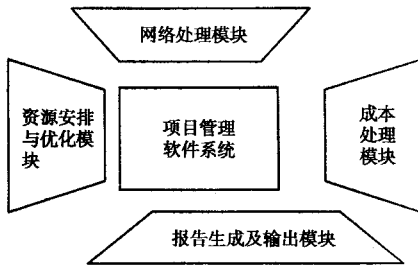 网络处理模块
资源安排
与优化模
块
项目管理
软件系统
成本
处理
模块
报告生成及输出模块